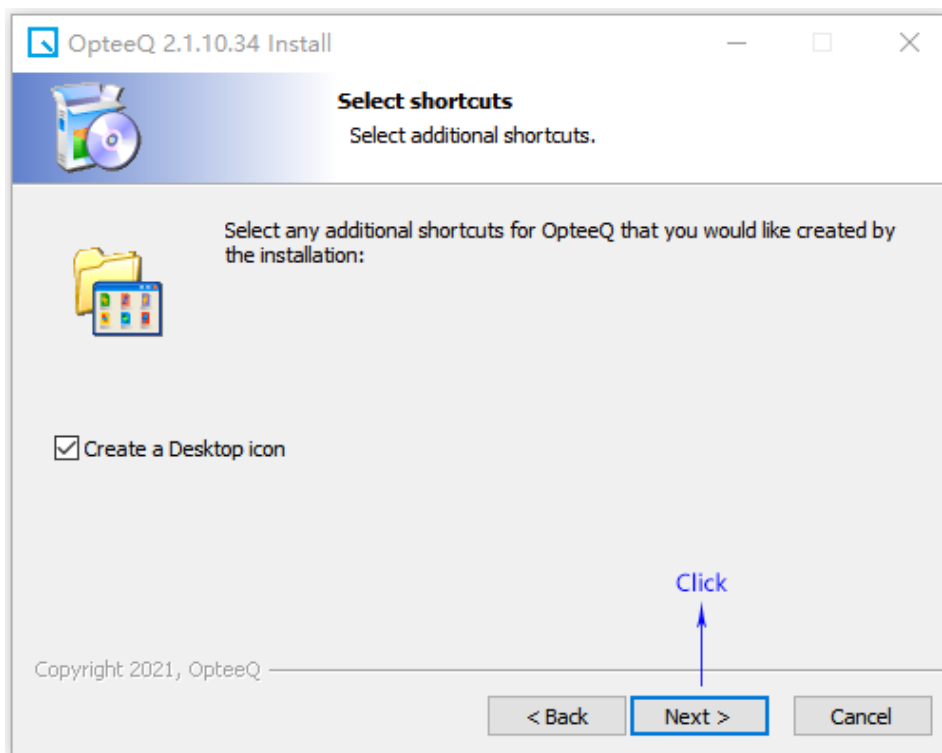 OpteeQ 2.1.10.34 Install
Select shortcuts
Select additional shortcuts.
Select any additional shortcuts for OpteeQ that you would like created by
the installation:
Create a Desktop icon
Click
Copyright 2021, OpteeQ
< Back
Next >
Cancel